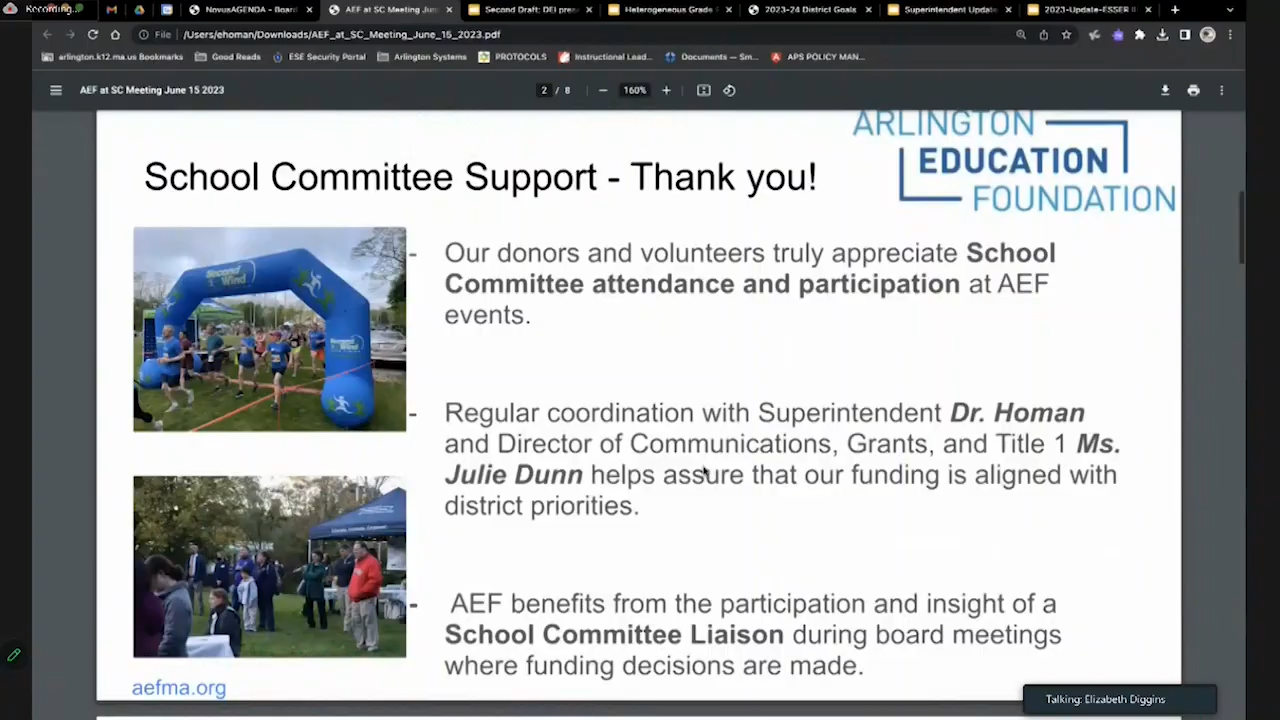 Recording...
NovusAGENDA - Board
AEF at SC Meeting Jun
Second Draft: DEI pres
Heterogeneous Grade
2023-24 District Goals
Superintendent Update
2023-Update-ESSER II
File
/Users/ehoman/Downloads/AEF_at_SC_Meeting_June_15_2023.pdf
arlington.k12.ma.us Bookmarks
Good Reads
ESE Security Portal
Arlington Systems
PROTOCOLS
Instructional Lead...
Documents — Sm...
APS POLICY MAN...
AEF at SC Meeting June 15 2023
2 / 8
160%
ARLINGTON
EDUCATION
FOUNDATION
School Committee Support - Thank you!
Second
Wind
- Our donors and volunteers truly appreciate School
Committee attendance and participation at AEF
events.
- Regular coordination with Superintendent Dr. Homan
and Director of Communications, Grants, and Title 1 Ms.
Julie Dunn helps assure that our funding is aligned with
district priorities.
- AEF benefits from the participation and insight of a
School Committee Liaison during board meetings
where funding decisions are made.
aefma.org
Talking: Elizabeth Diggins